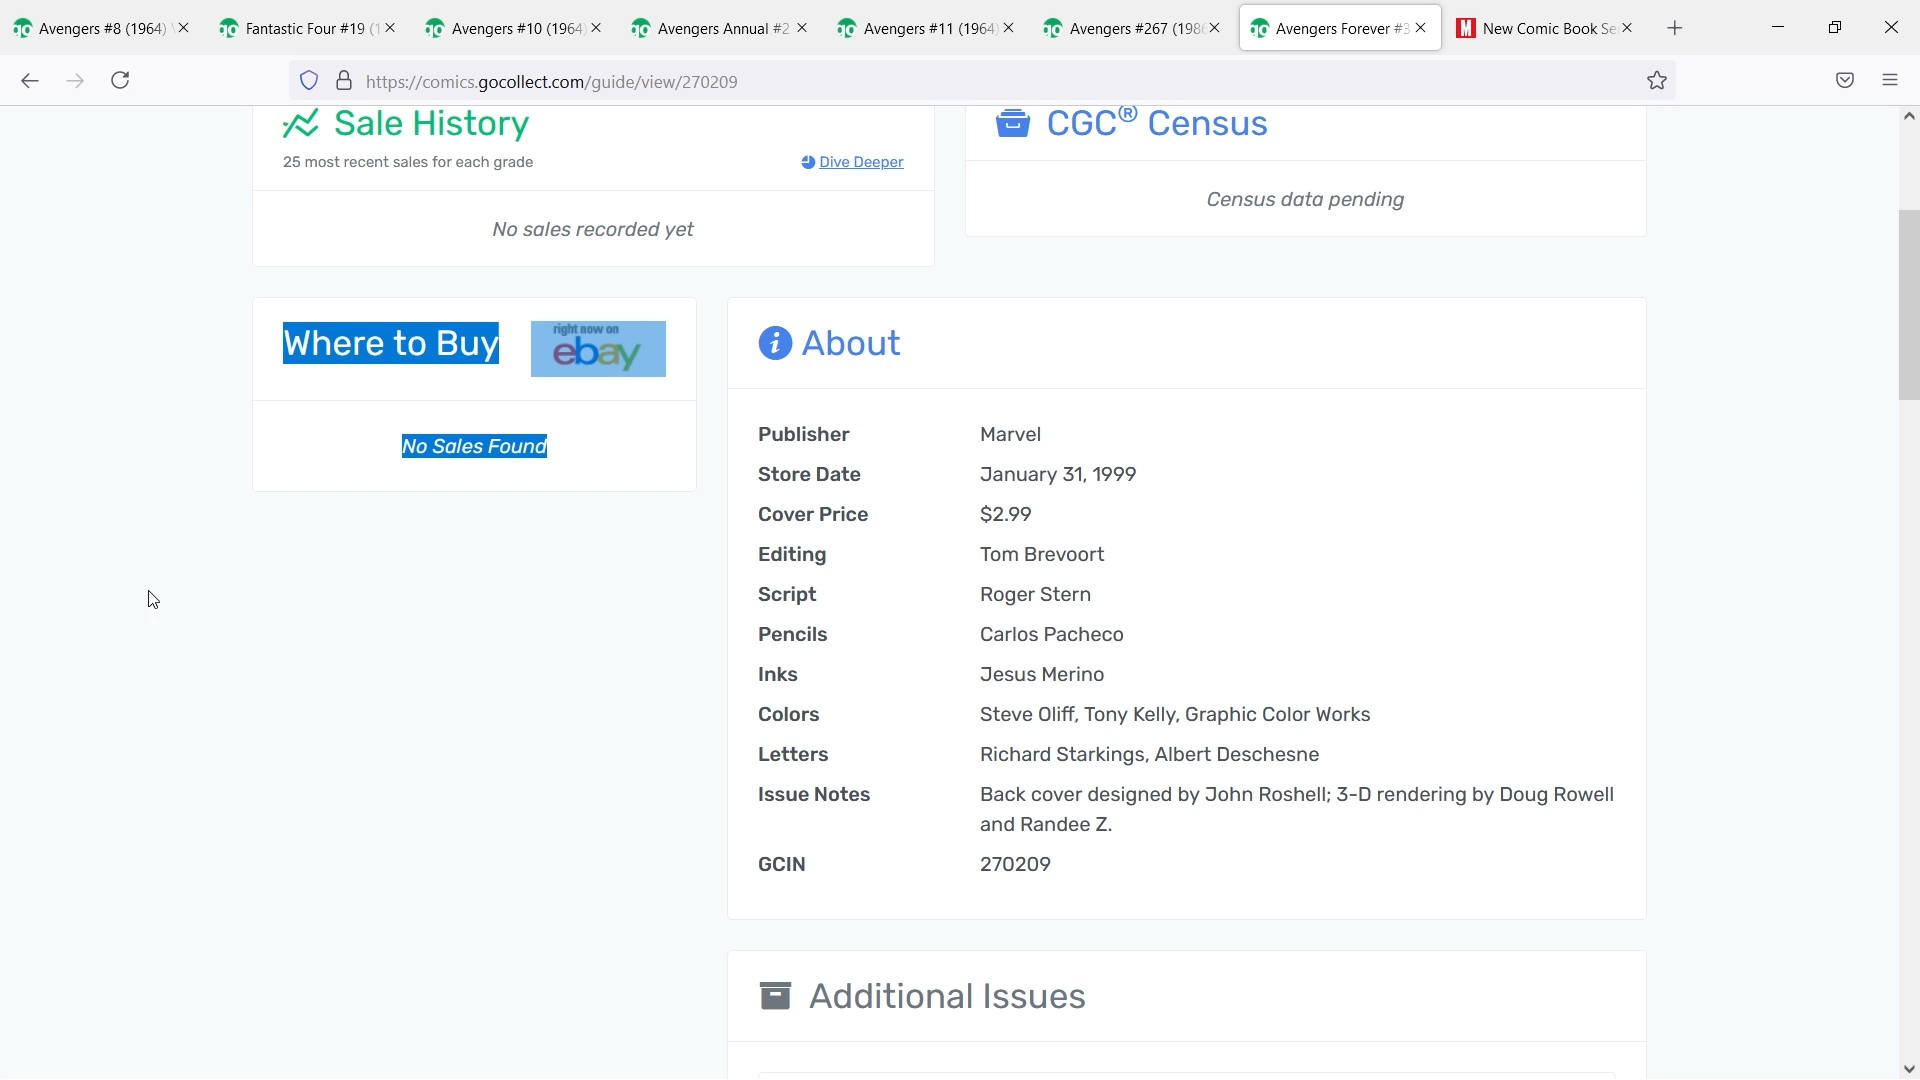 Avengers #8 (1964)
Fantastic Four #19 (1
Avengers #10 (1964)
Avengers Annual #2
Avengers #11 (1964)
Avengers #267 (1986
Avengers Forever #3
New Comic Book Se
https://comics.gocollect.com/guide/view/270209
Sale History
25 most recent sales for each grade
Dive Deeper
No sales recorded yet
CGC® Census
Census data pending
Where to Buy
right now on
ebay
No Sales Found
About
Publisher Marvel
Store Date January 31, 1999
Cover Price $2.99
Editing Tom Brevoort
Script Roger Stern
Pencils Carlos Pacheco
Inks Jesus Merino
Colors Steve Oliff, Tony Kelly, Graphic Color Works
Letters Richard Starkings, Albert Deschesne
Issue Notes Back cover designed by John Roshell; 3-D rendering by Doug Rowell
and Randee Z.
GCIN 270209
Additional Issues